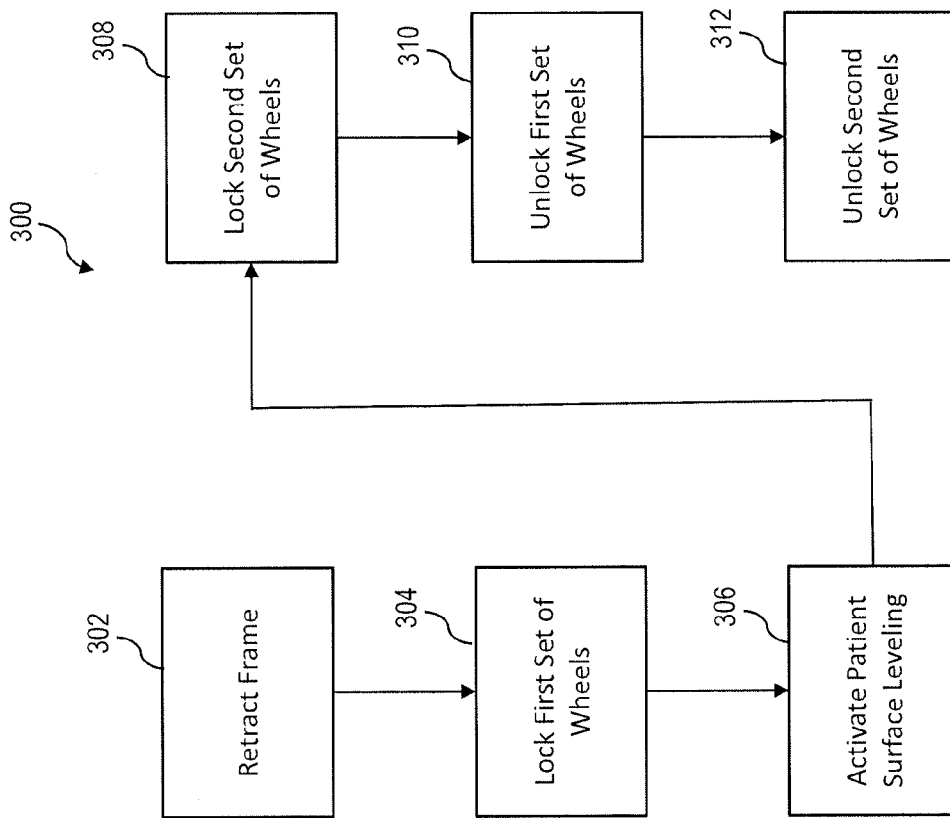 300
302
Retract Frame
304
Lock First Set of
Wheels
306
Activate Patient
Surface Leveling
308
Lock Second Set
of Wheels
310
Unlock First Set
of Wheels
312
Unlock Second
Set of Wheels